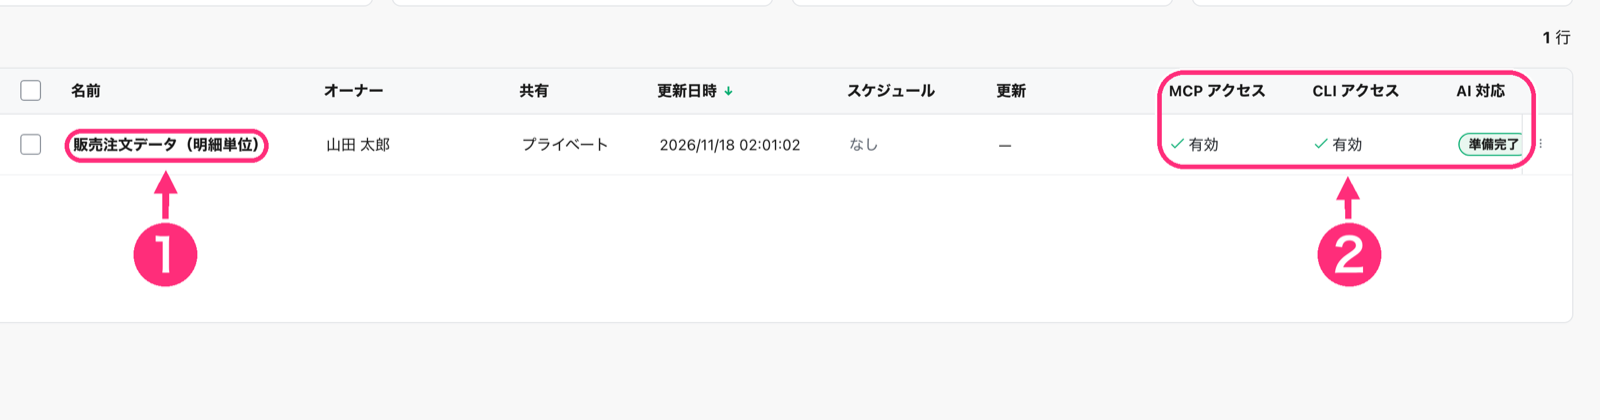 1 行
名前 オーナー 共有 更新日時 ↓ スケジュール 更新 MCP アクセス CLI アクセス AI 対応
販売注文データ（明細単位） 山田 太郎 プライベート 2026/11/18 02:01:02 なし — ✓ 有効 ✓ 有効 準備完了
1 2